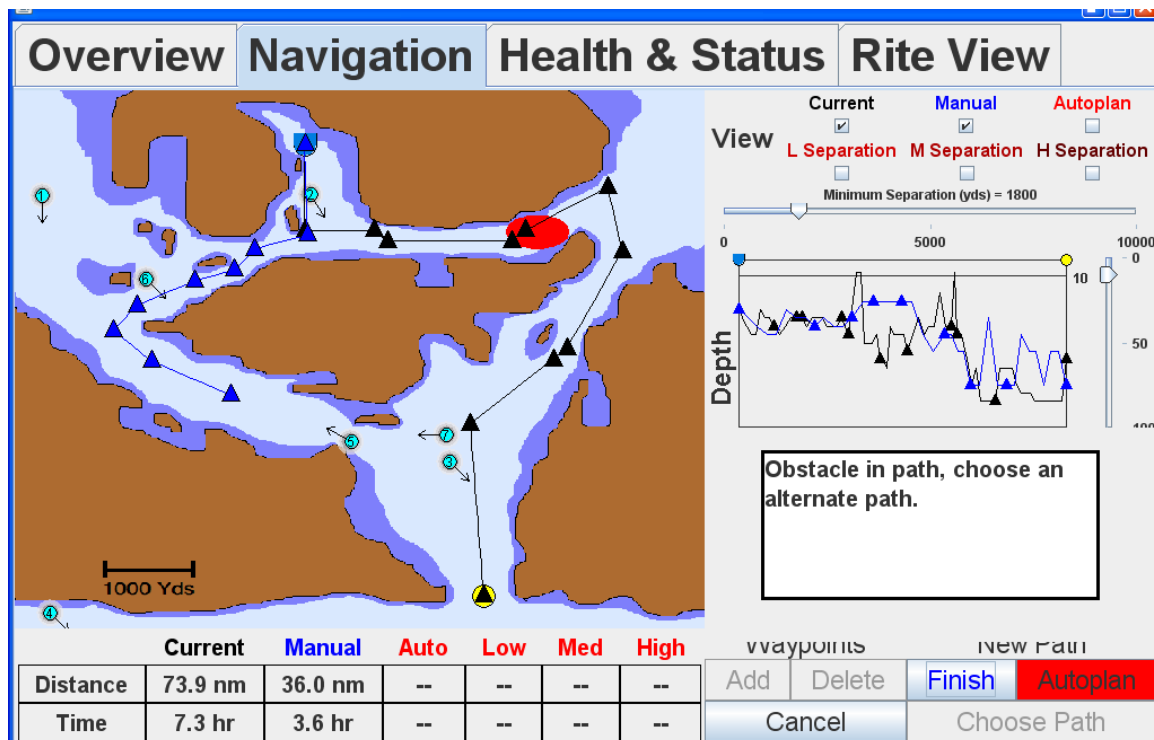 Overview Navigation Health & Status Rite View
Current Manual Autoplan
View
L Separation M Separation H Separation
Minimum Separation (yds) = 1800
0 5000 10000
0
10
50
100
Depth
1
2
6
5
7
3
4
1000 Yds
Obstacle in path, choose an
alternate path.
Waypoints New Path
Add Delete Finish Autoplan
Cancel Choose Path
Current Manual Auto Low Med High
Distance 73.9 nm 36.0 nm -- -- -- --
Time 7.3 hr 3.6 hr -- -- -- --